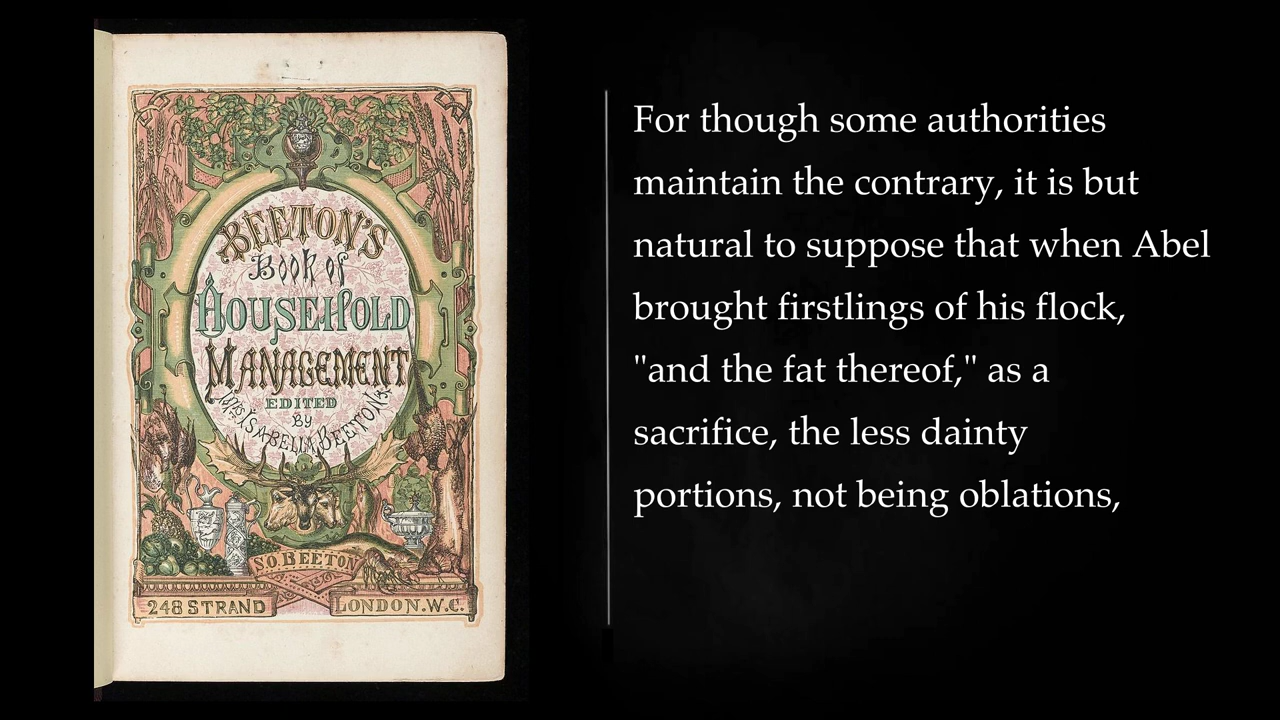 BEETON'S
Book of
HOUSEHOLD
MANAGEMENT
EDITED
BY
MRS ISABELLA BEETON
S.O. BEETON
248 STRAND
LONDON. W.C.
For though some authorities
maintain the contrary, it is but
natural to suppose that when Abel
brought firstlings of his flock,
"and the fat thereof," as a
sacrifice, the less dainty
portions, not being oblations,